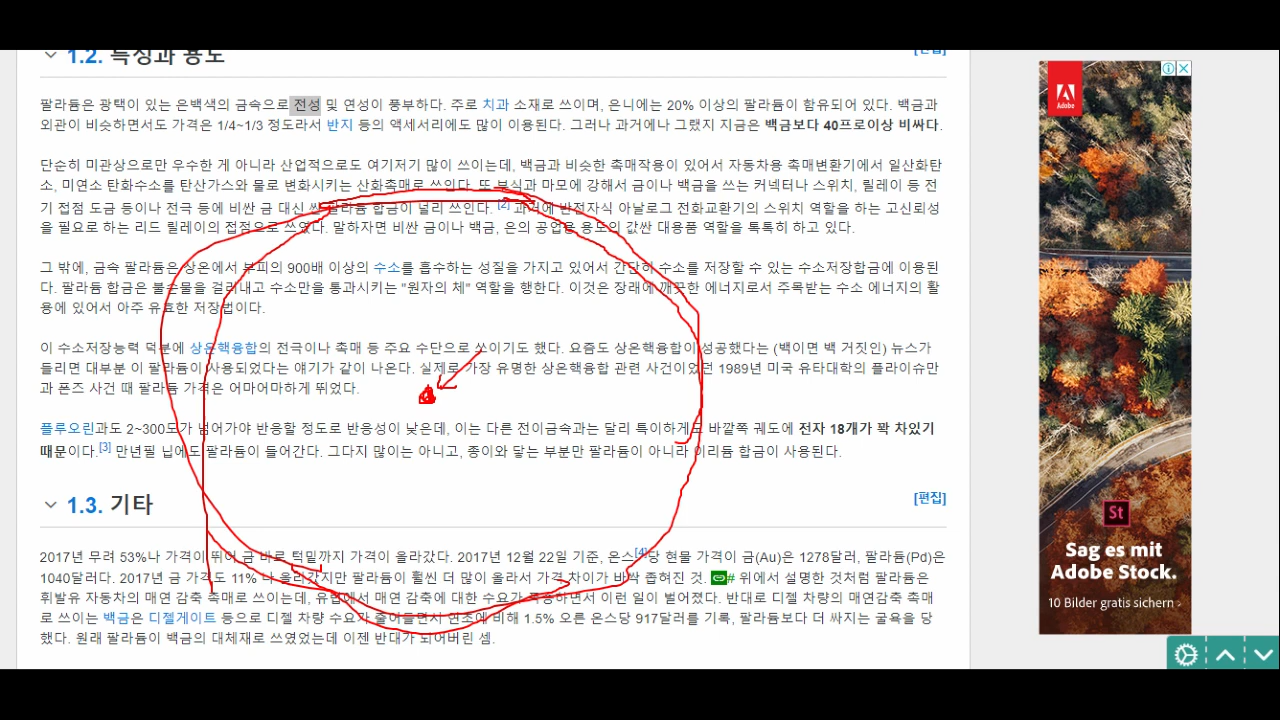 1.2. 특징과 용도
[편집]
팔라듐은 광택이 있는 은백색의 금속으로 전성 및 연성이 풍부하다. 주로 치과 소재로 쓰이며, 은니에는 20% 이상의 팔라듐이 함유되어 있다. 백금과
외관이 비슷하면서도 가격은 1/4~1/3 정도라서 반지 등의 액세서리에도 많이 이용된다. 그러나 과거에나 그랬지 지금은 백금보다 40프로이상 비싸다.
단순히 미관상으로만 우수한 게 아니라 산업적으로도 여기저기 많이 쓰이는데, 백금과 비슷한 촉매작용이 있어서 자동차용 촉매변환기에서 일산화탄
소, 미연소 탄화수소를 탄산가스와 물로 변화시키는 산화촉매로 쓰인다. 또 부식과 마모에 강해서 금이나 백금을 쓰는 커넥터나 스위치, 릴레이 등 전
기 접점 도금 등이나 전극 등에 비싼 금 대신 싼 팔라듐 합금이 널리 쓰인다. [2] 과거에 반전자식 아날로그 전화교환기의 스위치 역할을 하는 고신뢰성
을 필요로 하는 리드 릴레이의 접점으로 쓰였다. 말하자면 비싼 금이나 백금, 은의 공업용 용도의 값싼 대용품 역할을 톡톡히 하고 있다.
그 밖에, 금속 팔라듐은 상온에서 부피의 900배 이상의 수소를 흡수하는 성질을 가지고 있어서 간단히 수소를 저장할 수 있는 수소저장합금에 이용된
다. 팔라듐 합금은 불순물을 걸러내고 수소만을 통과시키는 "원자의 체" 역할을 행한다. 이것은 장래에 깨끗한 에너지로서 주목받는 수소 에너지의 활
용에 있어서 아주 유효한 저장법이다.
이 수소저장능력 덕분에 상온핵융합의 전극이나 촉매 등 주요 수단으로 쓰이기도 했다. 요즘도 상온핵융합이 성공했다는 (백이면 백 거짓인) 뉴스가
들리면 대부분 이 팔라듐이 사용되었다는 얘기가 같이 나온다. 실제로 가장 유명한 상온핵융합 관련 사건이었던 1989년 미국 유타대학의 플라이슈만
과 폰즈 사건 때 팔라듐 가격은 어마어마하게 뛰었다.
플루오린과도 2~300도가 넘어가야 반응할 정도로 반응성이 낮은데, 이는 다른 전이금속과는 달리 특이하게도 바깥쪽 궤도에 전자 18개가 꽉 차있기
때문이다.[3] 만년필 닙에도 팔라듐이 들어간다. 그다지 많이는 아니고, 종이와 닿는 부분만 팔라듐이 아니라 이리듐 합금이 사용된다.
1.3. 기타
[편집]
2017년 무려 53%나 가격이 뛰어 금 바로 턱밑까지 가격이 올라갔다. 2017년 12월 22일 기준, 온스[4]당 현물 가격이 금(Au)은 1278달러, 팔라듐(Pd)은
1040달러다. 2017년 금 가격도 11% 나 올라갔지만 팔라듐이 훨씬 더 많이 올라서 가격 차이가 바싹 좁혀진 것. # 위에서 설명한 것처럼 팔라듐은
휘발유 자동차의 매연 감축 촉매로 쓰이는데, 유럽에서 매연 감축에 대한 수요가 폭증하면서 이런 일이 벌어졌다. 반대로 디젤 차량의 매연감축 촉매
로 쓰이는 백금은 디젤게이트 등으로 디젤 차량 수요가 줄어들면서 연초에 비해 1.5% 오른 온스당 917달러를 기록, 팔라듐보다 더 싸지는 굴욕을 당
했다. 원래 팔라듐이 백금의 대체재로 쓰였었는데 이젠 반대가 되어버린 셈.
Adobe
St
Sag es mit
Adobe Stock.
10 Bilder gratis sichern ›